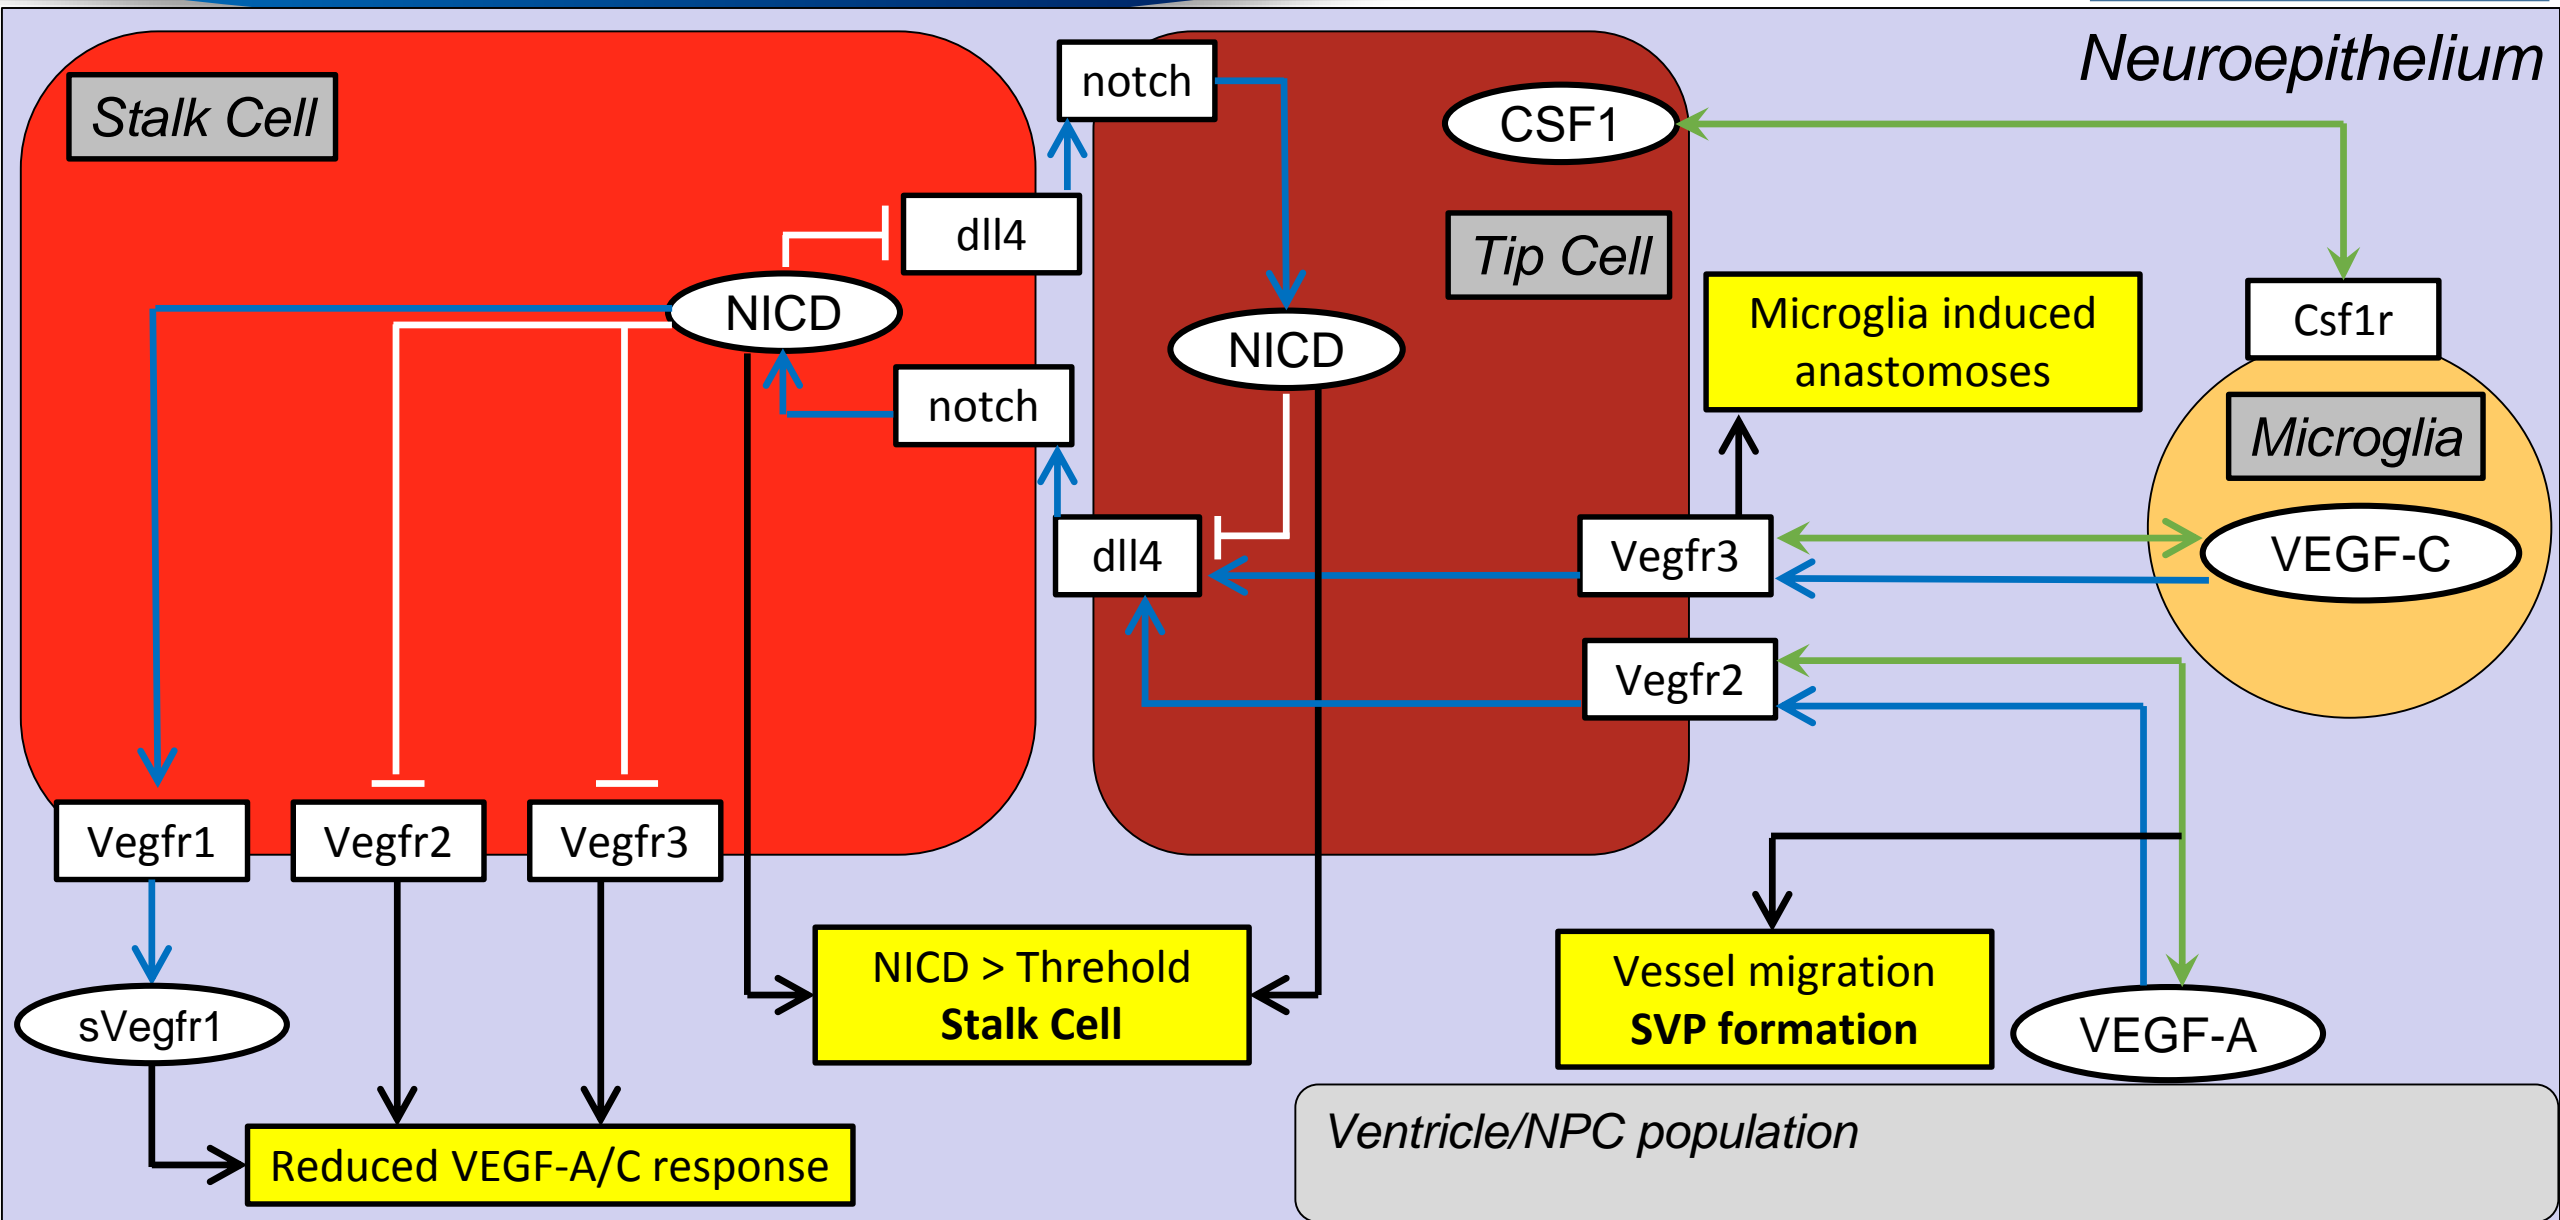 Neuroepithelium
Stalk Cell
notch
CSF1
dll4
Tip Cell
NICD
NICD
Microglia induced
anastomoses
Csf1r
notch
Microglia
dll4
Vegfr3
VEGF-C
Vegfr2
Vegfr1
Vegfr2
Vegfr3
NICD > Threhold
Stalk Cell
Vessel migration
SVP formation
sVegfr1
VEGF-A
Ventricle/NPC population
Reduced VEGF-A/C response